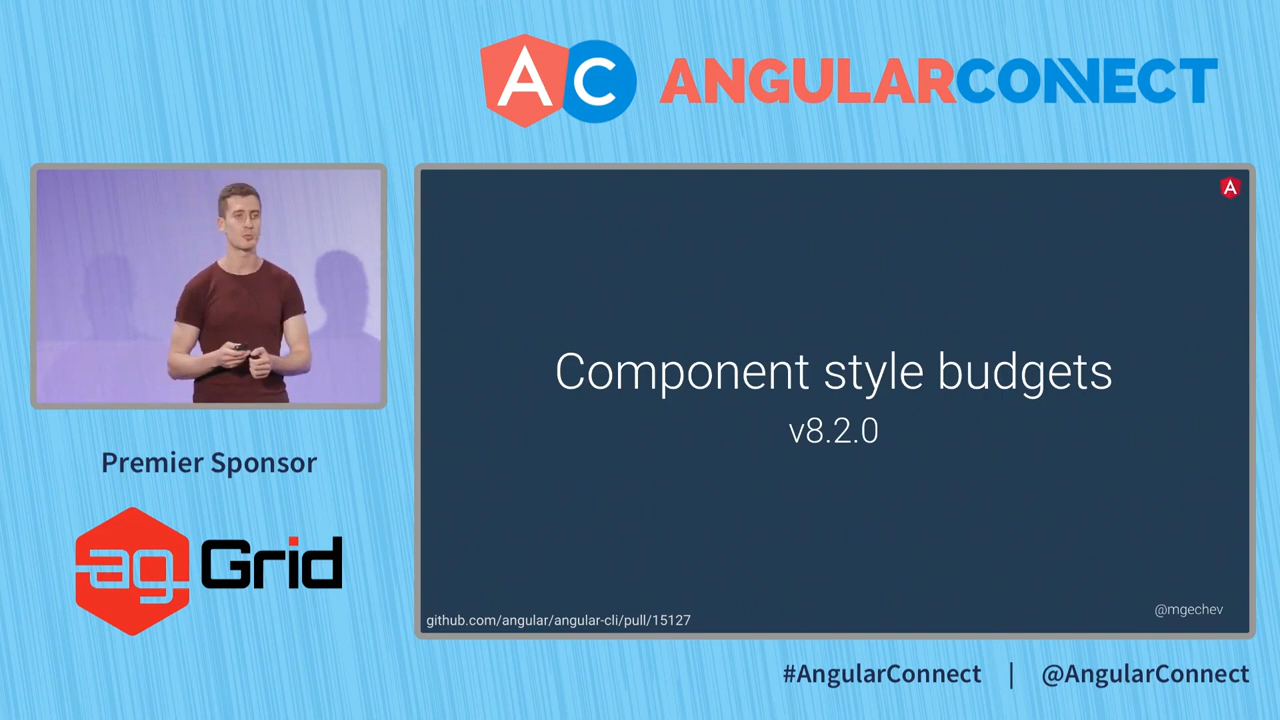 AC ANGULARCONNECT
A
Component style budgets
v8.2.0
github.com/angular/angular-cli/pull/15127
@mgechev
Premier Sponsor
ag Grid
#AngularConnect | @AngularConnect